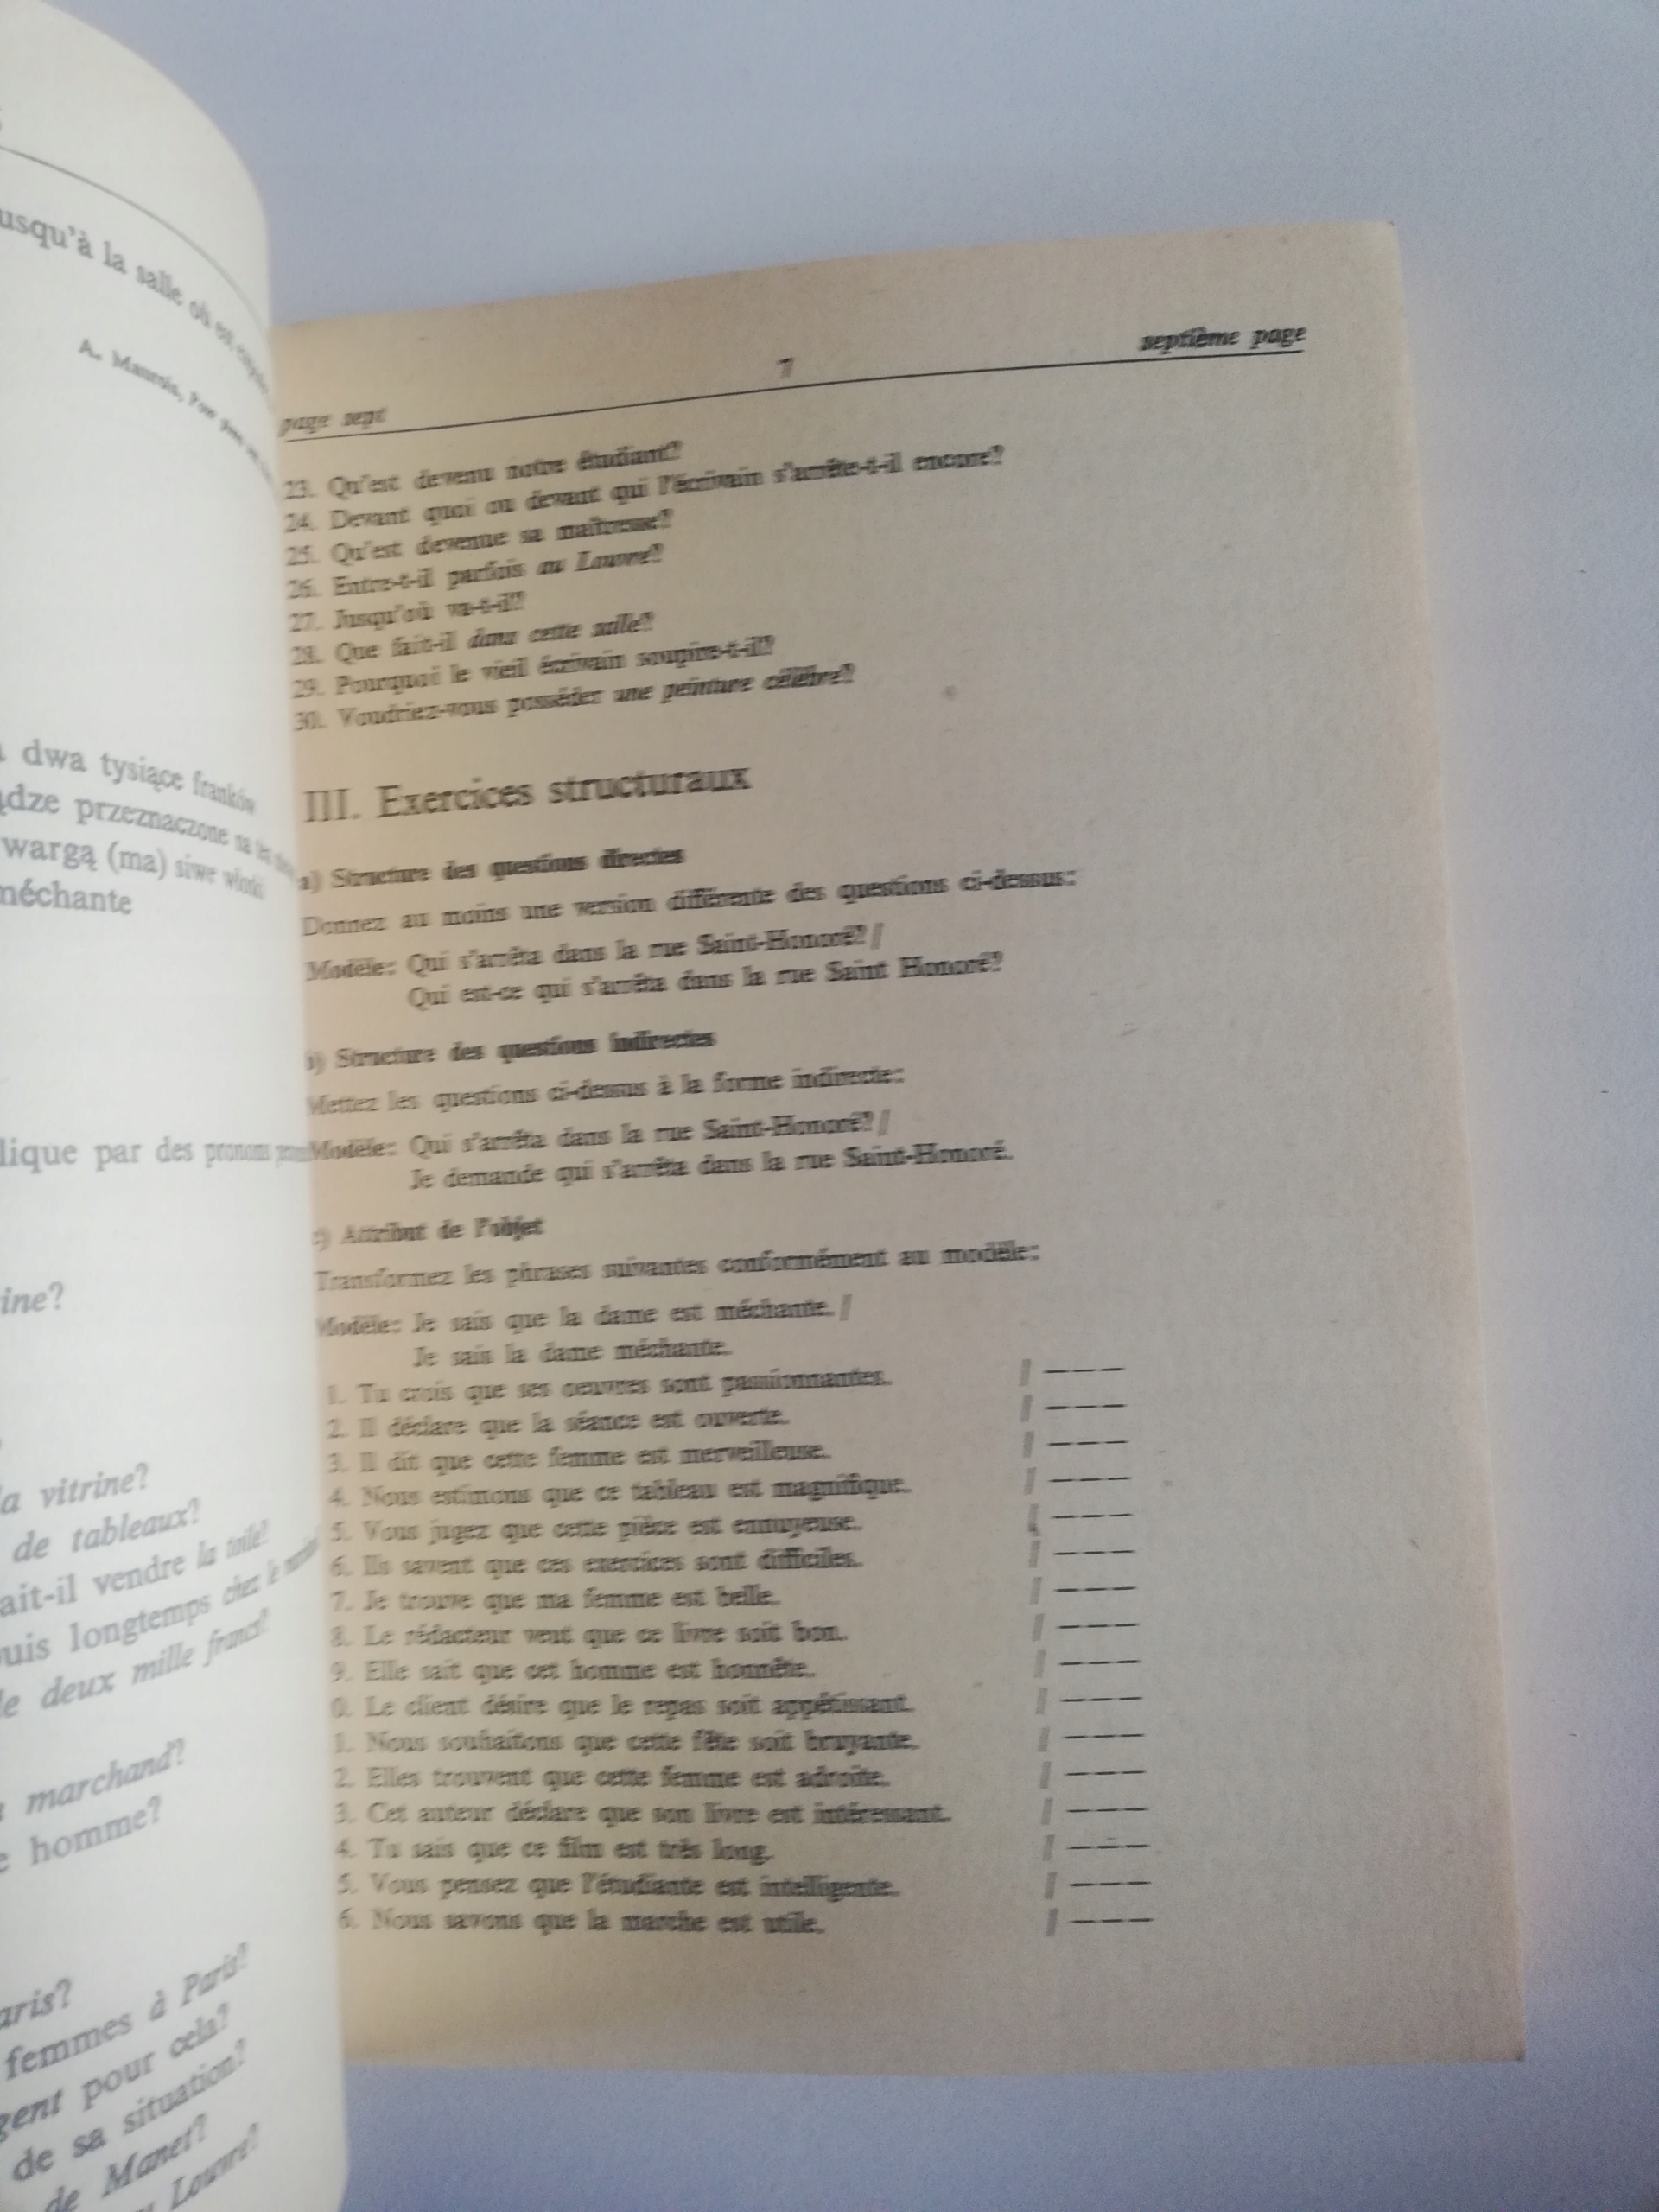 usqu'à la salle où est
A. Maurois,
dwa tysiące franków
ądze przeznaczone na
wargą (ma) siwe włoski
méchante
lique par des pronoms
ine?
la vitrine?
de tableaux?
ait-il vendre la toile?
uis longtemps chez le
de deux mille francs?
marchand?
homme?
aris?
femmes à Paris?
gent pour cela?
de sa situation?
de Manet?
Louvre?
page sept 7 septième page
23. Qu'est devenu notre étudiant?
24. Devant quoi ou devant qui l'écrivain s'arrête-t-il encore?
25. Qu'est devenue sa maîtresse?
26. Entre-t-il parfois au Louvre?
27. Jusqu'où va-t-il?
28. Que fait-il dans cette salle?
29. Pourquoi le vieil écrivain soupire-t-il?
30. Voudriez-vous posséder une peinture célèbre?
III. Exercices structuraux
a) Structure des questions directes
Donnez au moins une version différente des questions ci-dessus:
Modèle: Qui s'arrêta dans la rue Saint-Honoré? /
Qui est-ce qui s'arrêta dans la rue Saint Honoré?
b) Structure des questions indirectes
Mettez les questions ci-dessus à la forme indirecte:
Modèle: Qui s'arrêta dans la rue Saint-Honoré? /
Je demande qui s'arrêta dans la rue Saint-Honoré.
c) Attribut de l'objet
Transformez les phrases suivantes conformément au modèle:
Modèle: Je sais que la dame est méchante. /
Je sais la dame méchante.
1. Tu crois que ses oeuvres sont passionnantes. / ---
2. Il déclare que la séance est ouverte. / ---
3. Il dit que cette femme est merveilleuse. / ---
4. Nous estimons que ce tableau est magnifique. / ---
5. Vous jugez que cette pièce est ennuyeuse. / ---
6. Ils savent que ces exercices sont difficiles. / ---
7. Je trouve que ma femme est belle. / ---
8. Le rédacteur veut que ce livre soit bon. / ---
9. Elle sait que cet homme est honnête. / ---
0. Le client désire que le repas soit appétissant. / ---
1. Nous souhaitons que cette fête soit bruyante. / ---
2. Elles trouvent que cette femme est adroite. / ---
3. Cet auteur déclare que son livre est intéressant. / ---
4. Tu sais que ce film est très long. / ---
5. Vous pensez que l'étudiante est intelligente. / ---
6. Nous savons que la marche est utile. / ---